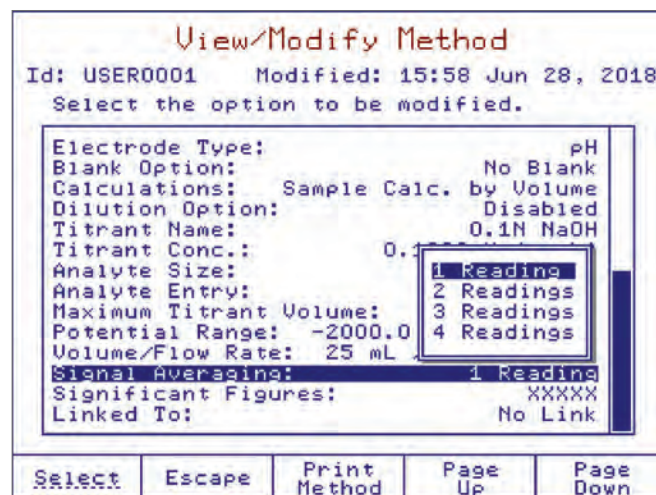 View/Modify Method
Id: USER0001 Modified: 15:58 Jun 28, 2018
Select the option to be modified.
Electrode Type: pH
Blank Option: No Blank
Calculations: Sample Calc. by Volume
Dilution Option: Disabled
Titrant Name: 0.1N NaOH
Titrant Conc.:
Analyte Size:
Analyte Entry:
Maximum Titrant Volume:
Potential Range: -2000.0
Volume/Flow Rate: 25 mL
Signal Averaging: 1 Reading
Significant Figures: XXXXX
Linked To: No Link
1 Reading
2 Readings
3 Readings
4 Readings
Select Escape Print Method Page Up Page Down